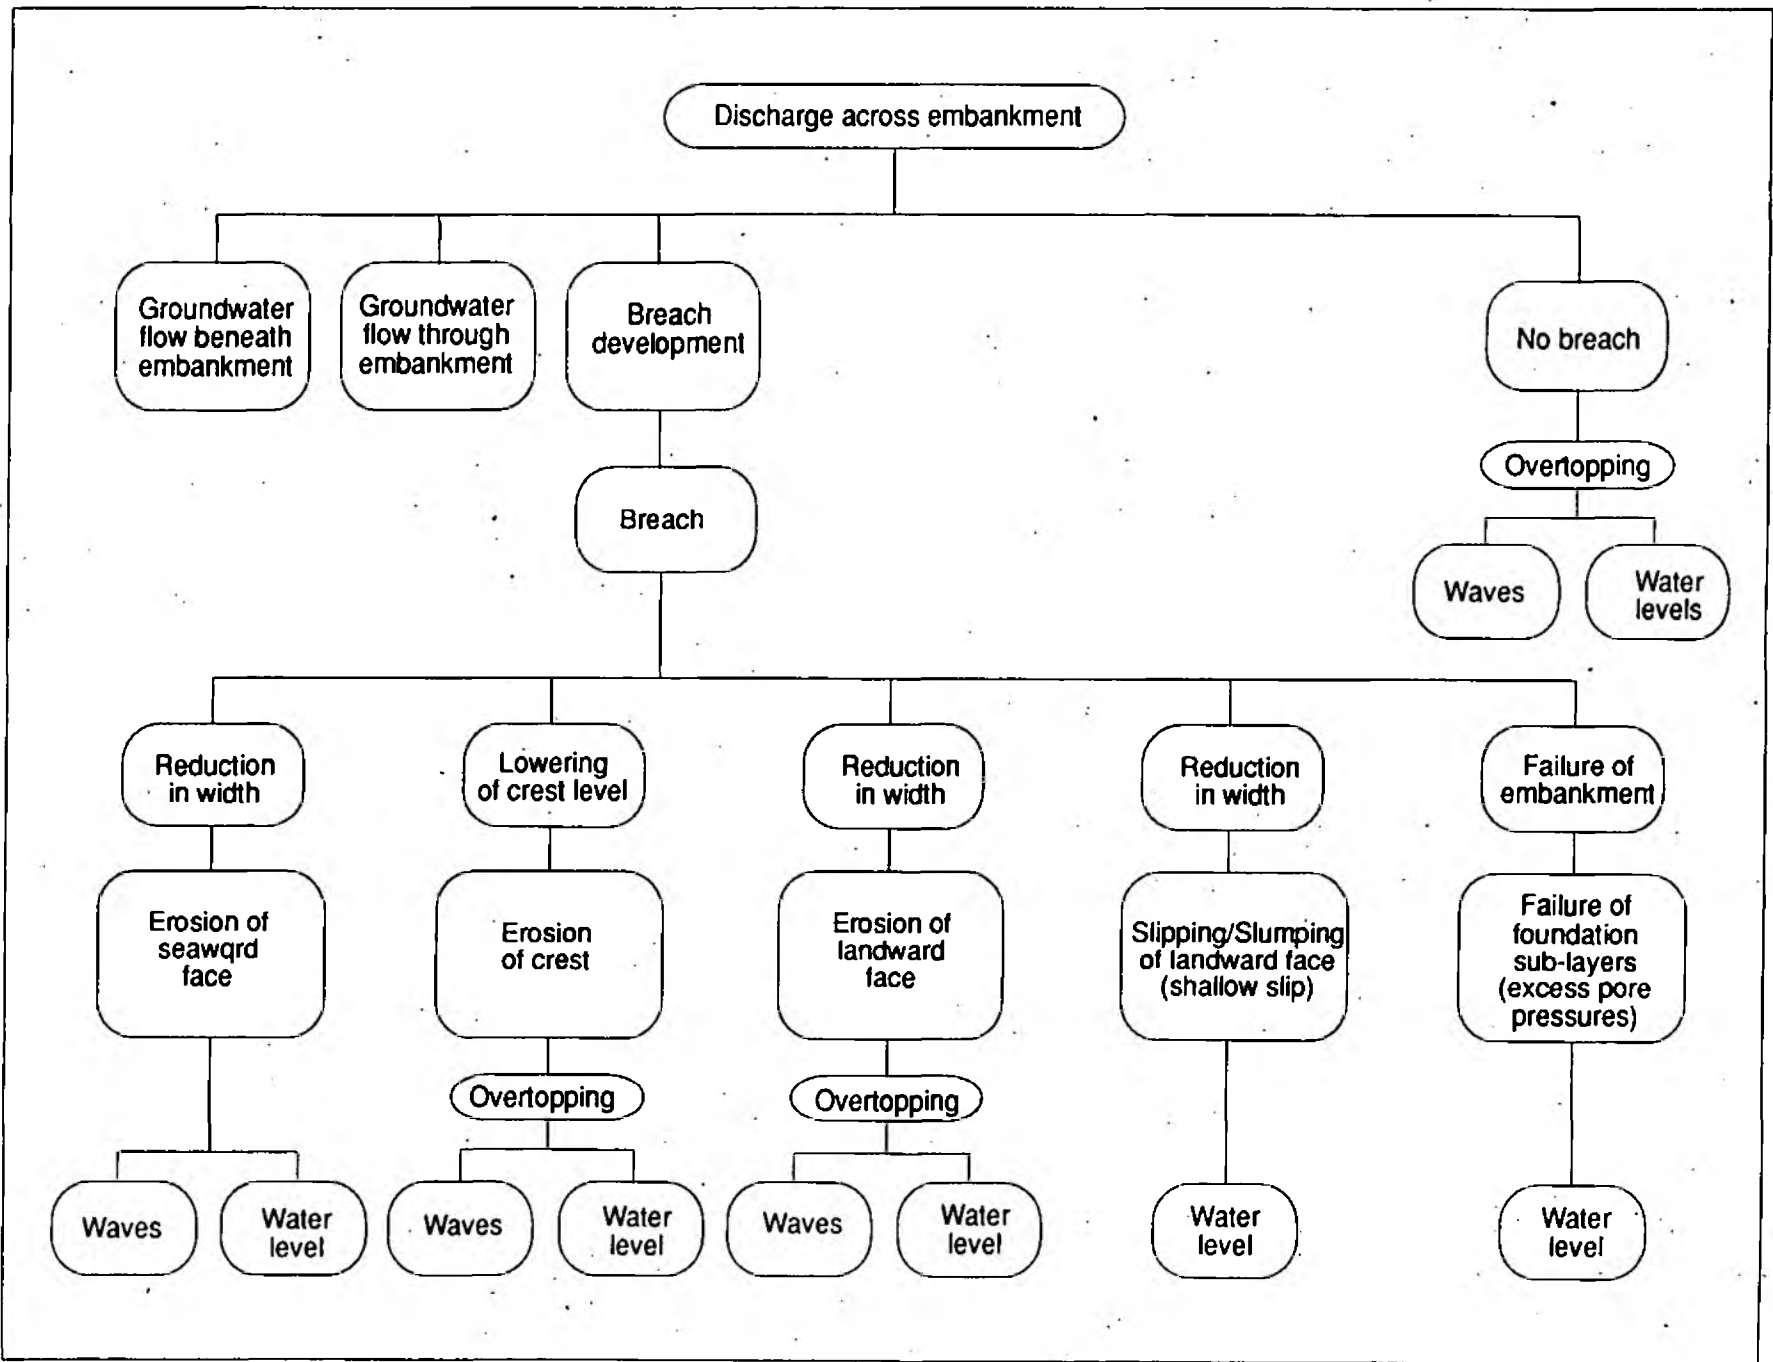 Discharge across embankment
Groundwater
flow beneath
embankment
Groundwater
flow through
embankment
Breach
development
No breach
Overtopping
Waves
Water
levels
Breach
Reduction
in width
Lowering
of crest level
Reduction
in width
Reduction
in width
Failure of
embankment
Erosion of
seawqrd
face
Erosion
of crest
Erosion of
landward
face
Slipping/Slumping
of landward face
(shallow slip)
Failure of
foundation
sub-layers
(excess pore
pressures)
Overtopping
Overtopping
Waves
Water
level
Waves
Water
level
Waves
Water
level
Water
level
Water
level